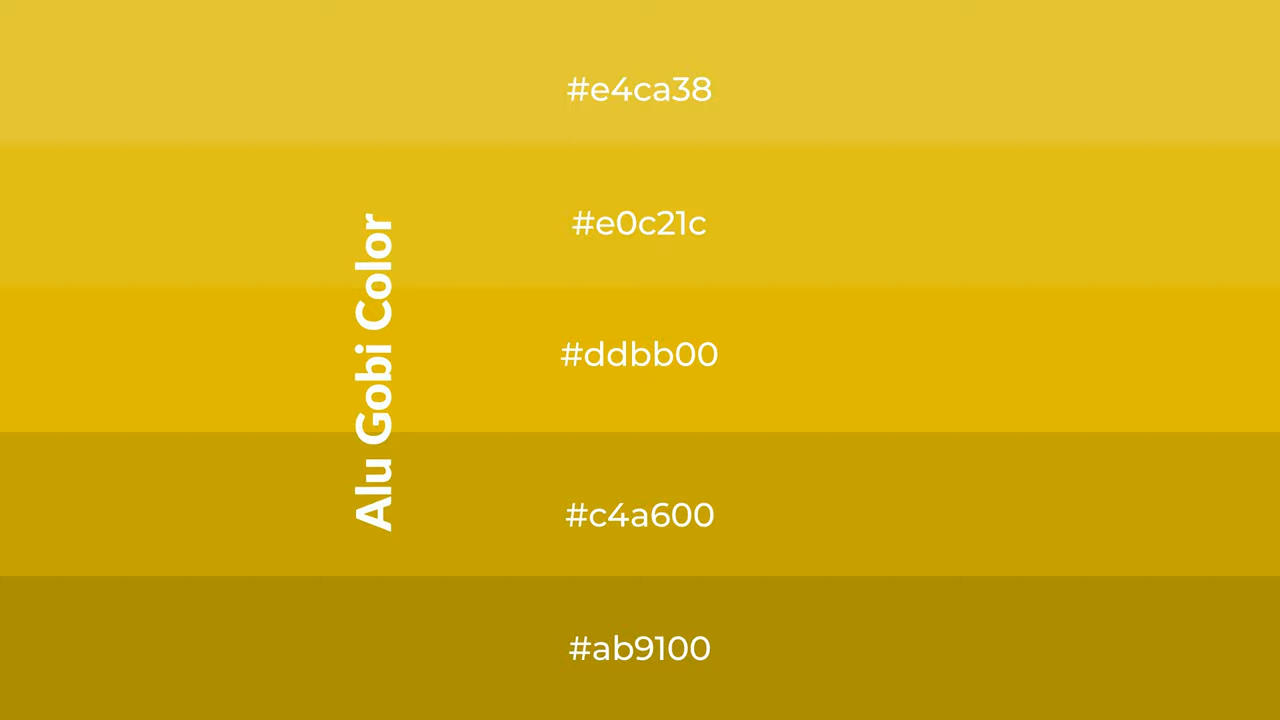 #e4ca38
#e0c21c
Alu Gobi Color
#ddbb00
#c4a600
#ab9100